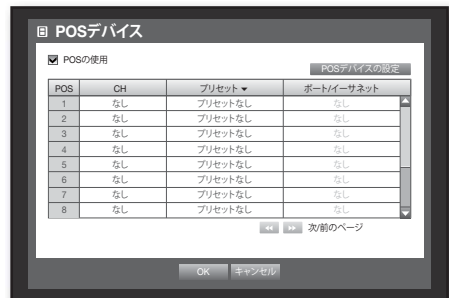 POSデバイス
POSの使用
POSデバイスの設定
POS CH プリセット ポート/イーサネット
1 なし プリセットなし なし
2 なし プリセットなし なし
3 なし プリセットなし なし
4 なし プリセットなし なし
5 なし プリセットなし なし
6 なし プリセットなし なし
7 なし プリセットなし なし
8 なし プリセットなし なし
次/前のページ
OK キャンセル